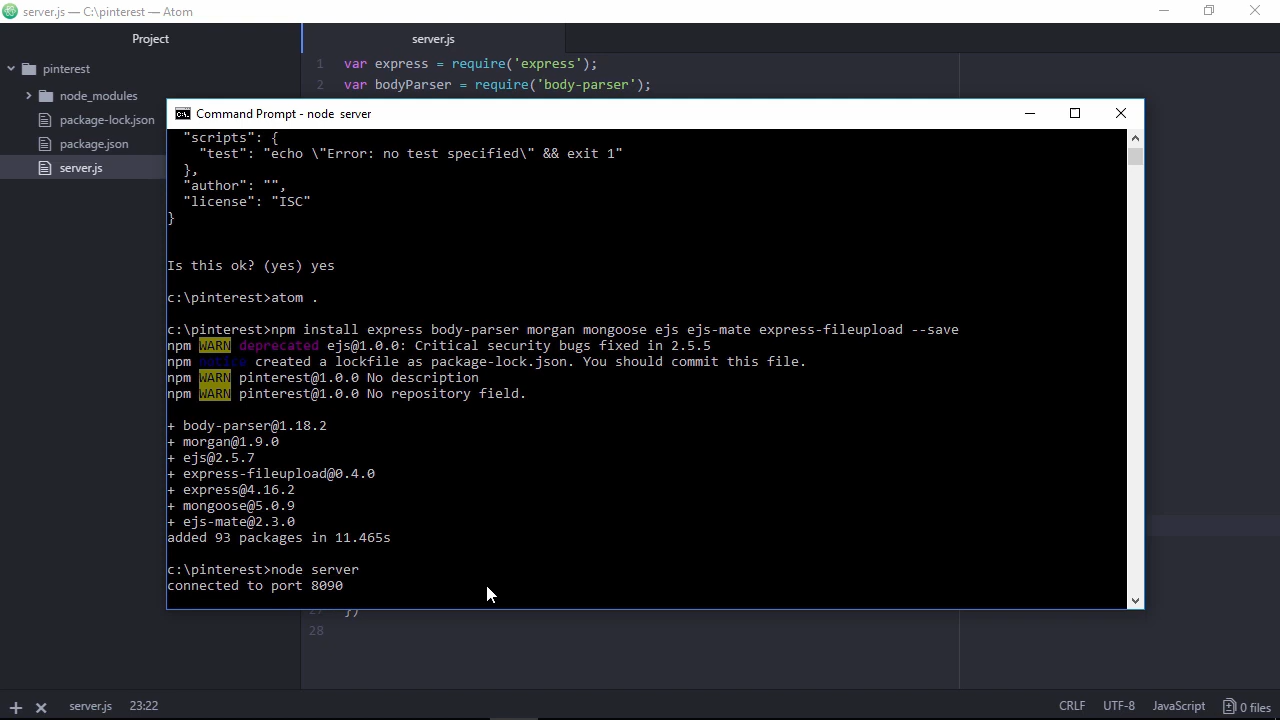 server.js — C:\pinterest — Atom
Project
server.js
pinterest
node_modules
package-lock.json
package.json
server.js
1 var express = require('express');
2 var bodyParser = require('body-parser');
Command Prompt - node server
"scripts": {
"test": "echo \"Error: no test specified\" && exit 1"
},
"author": "",
"license": "ISC"
}
Is this ok? (yes) yes
c:\pinterest>atom .
c:\pinterest>npm install express body-parser morgan mongoose ejs ejs-mate express-fileupload --save
npm WARN deprecated ejs@1.0.0: Critical security bugs fixed in 2.5.5
npm notice created a lockfile as package-lock.json. You should commit this file.
npm WARN pinterest@1.0.0 No description
npm WARN pinterest@1.0.0 No repository field.
+ body-parser@1.18.2
+ morgan@1.9.0
+ ejs@2.5.7
+ express-fileupload@0.4.0
+ express@4.16.2
+ mongoose@5.0.9
+ ejs-mate@2.3.0
added 93 packages in 11.465s
c:\pinterest>node server
connected to port 8090
27 })
28
server.js 23:22
CRLF UTF-8 JavaScript 0 files